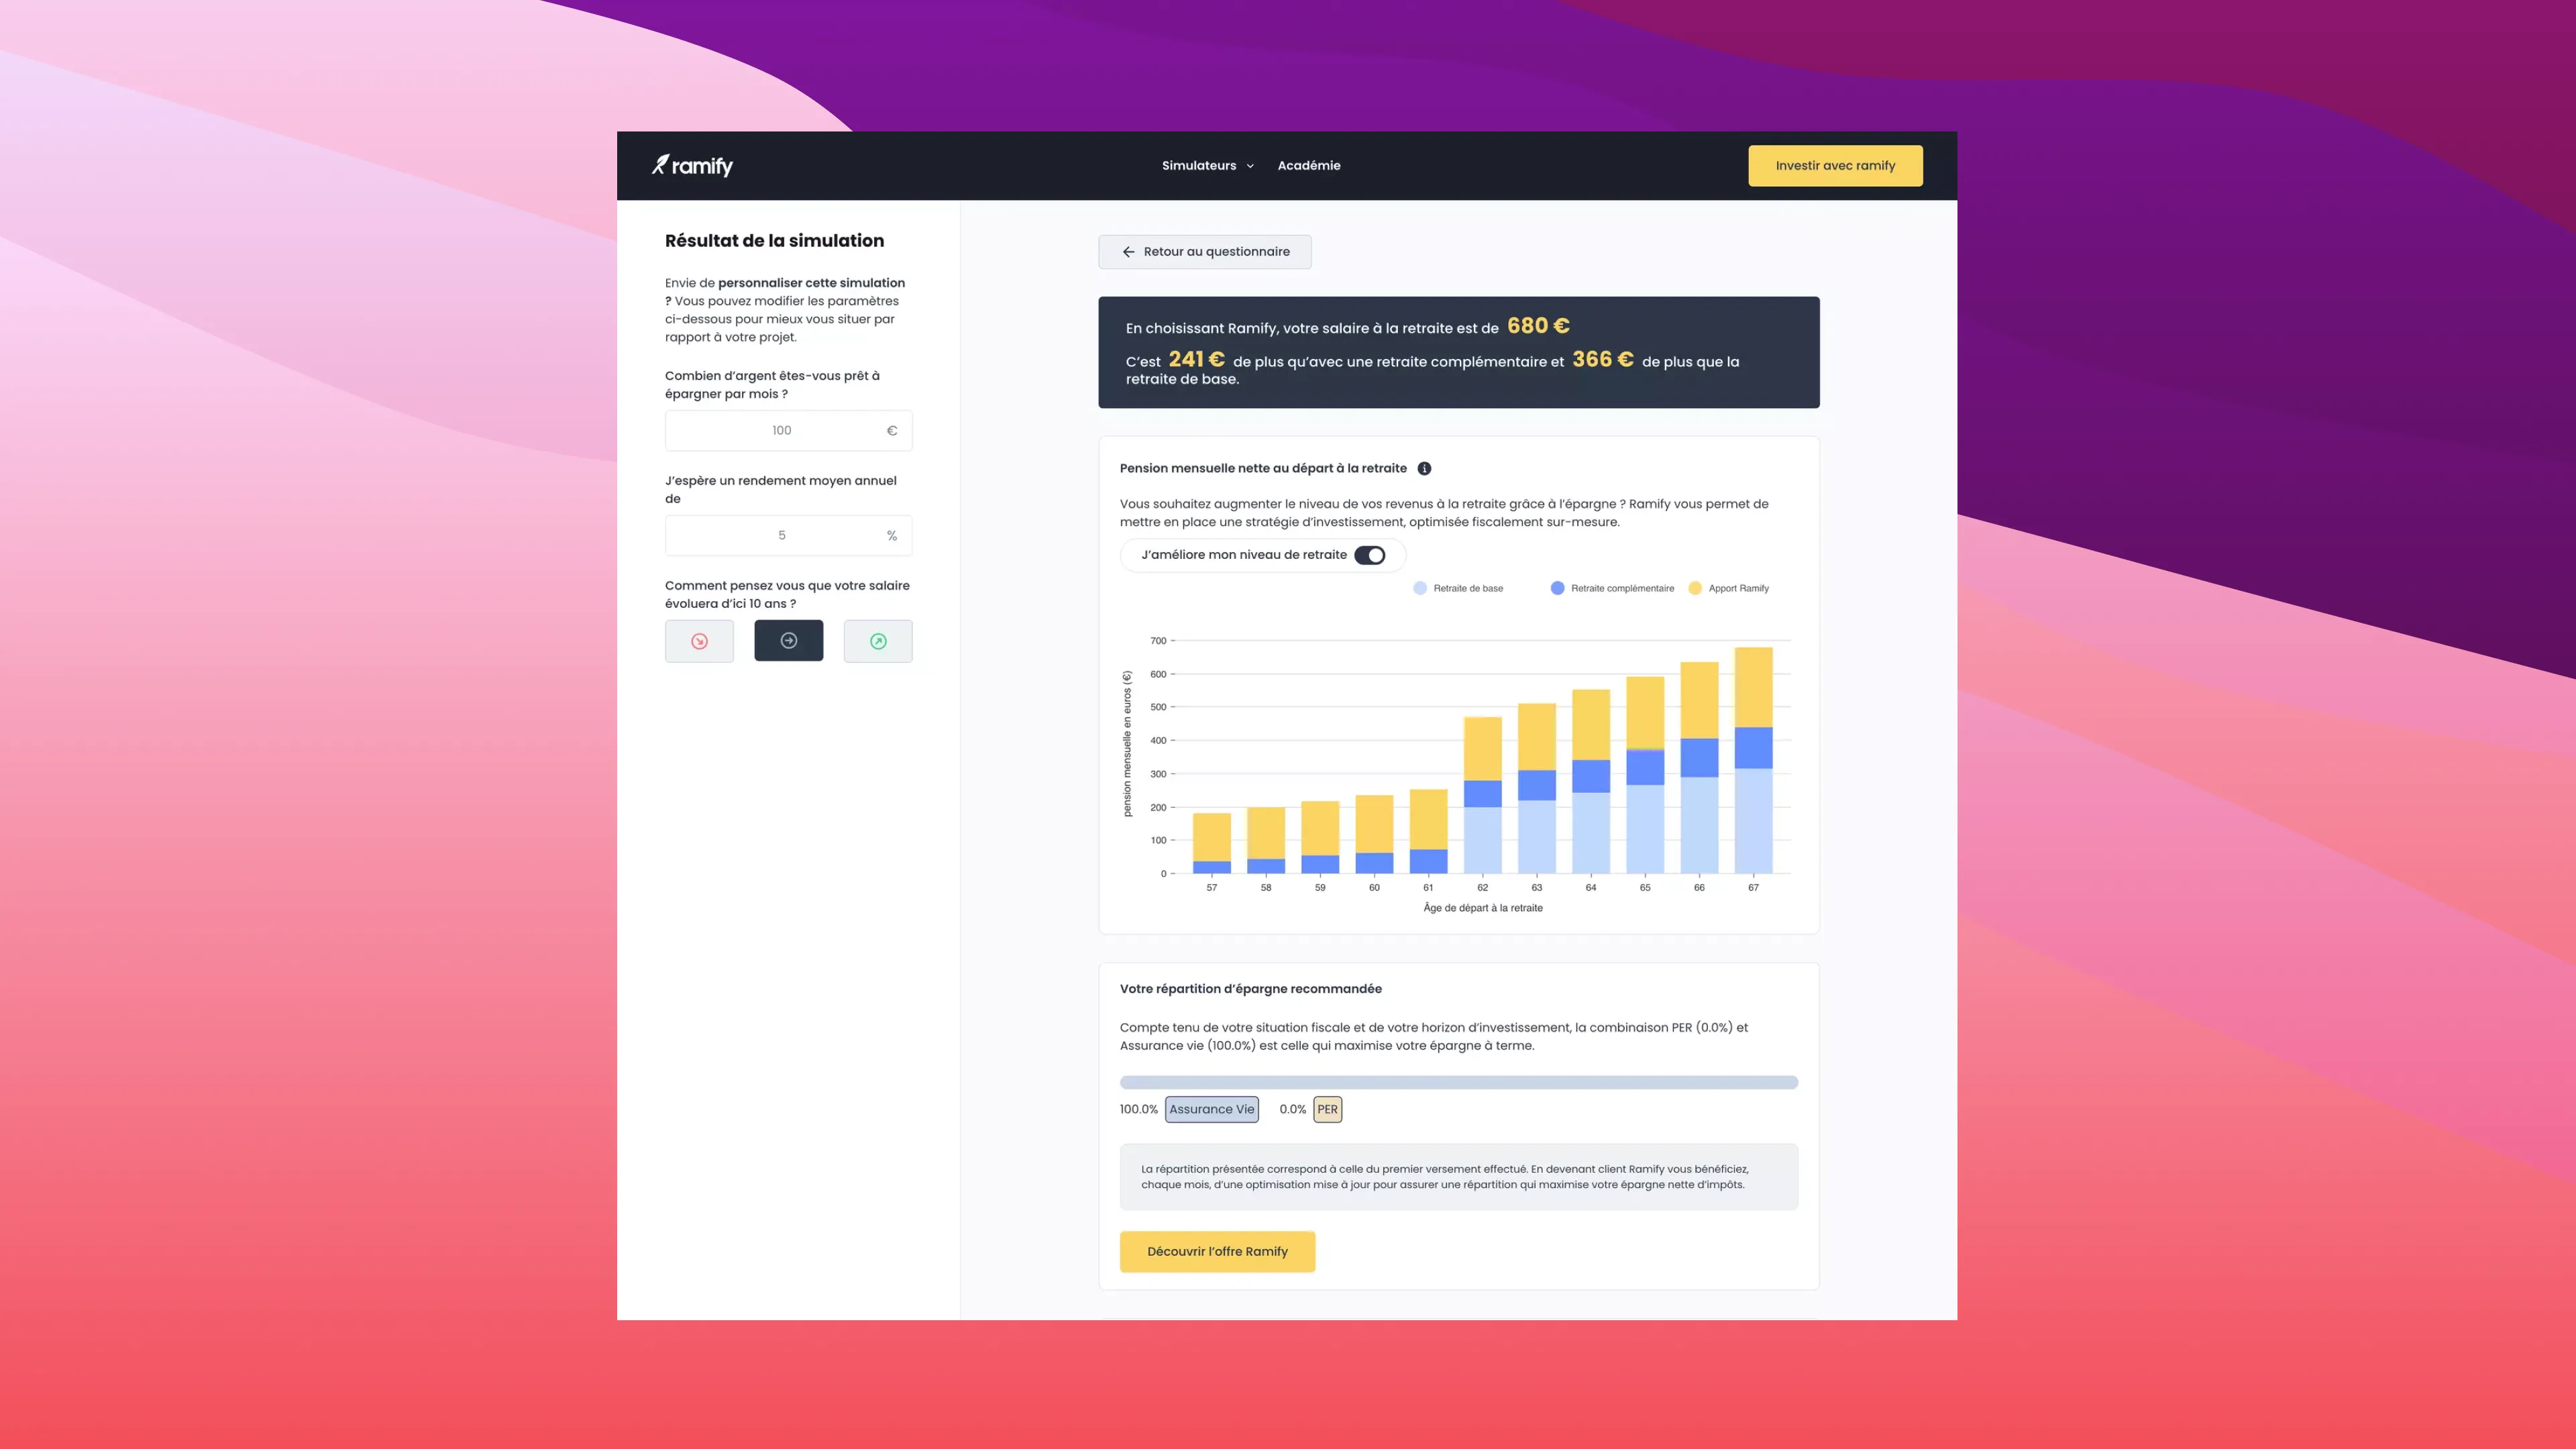 ramify
Simulateurs
Académie
Investir avec ramify
Résultat de la simulation
Envie de personnaliser cette simulation
? Vous pouvez modifier les paramètres
ci-dessous pour mieux vous situer par
rapport à votre projet.
Combien d’argent êtes-vous prêt à
épargner par mois ?
100 €
J’espère un rendement moyen annuel
de
5 %
Comment pensez vous que votre salaire
évoluera d’ici 10 ans ?
Retour au questionnaire
En choisissant Ramify, votre salaire à la retraite est de 680 €
C’est 241 € de plus qu’avec une retraite complémentaire et 366 € de plus que la
retraite de base.
Pension mensuelle nette au départ à la retraite
Vous souhaitez augmenter le niveau de vos revenus à la retraite grâce à l’épargne ? Ramify vous permet de
mettre en place une stratégie d’investissement, optimisée fiscalement sur-mesure.
J’améliore mon niveau de retraite
Retraite de base
Retraite complémentaire
Apport Ramify
pension mensuelle en euros (€)
700
600
500
400
300
200
100
0
57 58 59 60 61 62 63 64 65 66 67
Âge de départ à la retraite
Votre répartition d’épargne recommandée
Compte tenu de votre situation fiscale et de votre horizon d’investissement, la combinaison PER (0.0%) et
Assurance vie (100.0%) est celle qui maximise votre épargne à terme.
100.0% Assurance Vie 0.0% PER
La répartition présentée correspond à celle du premier versement effectué. En devenant client Ramify vous bénéficiez,
chaque mois, d’une optimisation mise à jour pour assurer une répartition qui maximise votre épargne nette d’impôts.
Découvrir l’offre Ramify